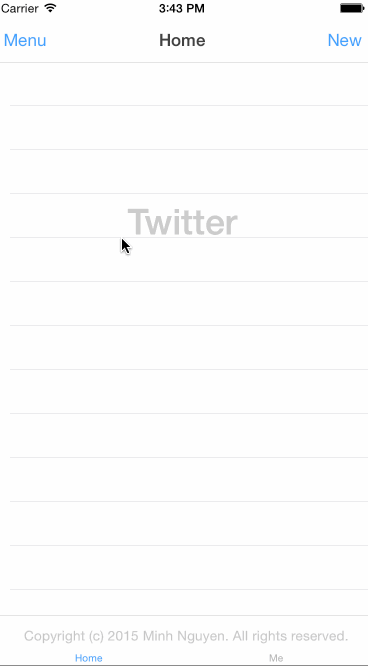 Carrier 3:43 PM
Menu Home New
Twitter
Copyright (c) 2015 Minh Nguyen. All rights reserved.
Home Me